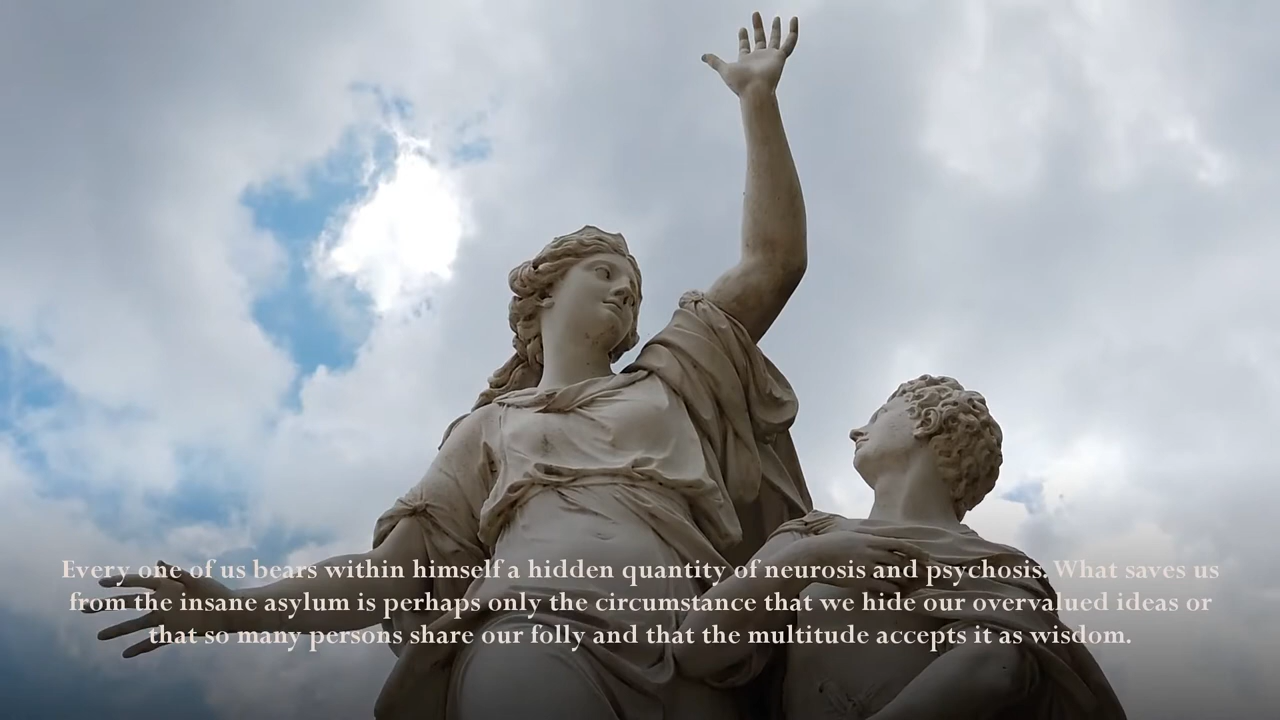 Every one of us bears within himself a hidden quantity of neurosis and psychosis. What saves us
from the insane asylum is perhaps only the circumstance that we hide our overvalued ideas or
that so many persons share our folly and that the multitude accepts it as wisdom.